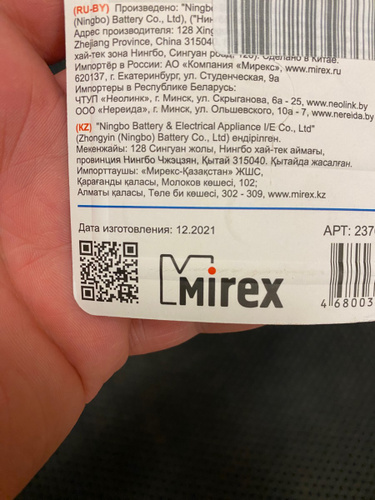 (RU-BY) Произведено: "Ningbo
(Ningbo) Battery Co., Ltd), ("Нин
Адрес производителя: 128 Xing
Zhejiang Province, China 31504
хай-тек зона Нингбо, Сингуан роуд, 128). Сделано в Китае.
Импортёр в России: АО «Компания «Мирекс», www.mirex.ru
620137, г. Екатеринбург, ул. Студенческая, 9а
Импортеры в Республике Беларусь:
ЧТУП «Неолинк», г. Минск, ул. Скрыганова, 6а - 25, www.neolink.by
ООО «Нереида», г. Минск, ул. Ольшевского, 10а - 7, www.nereida.by
(KZ) "Ningbo Battery & Electrical Appliance I/E Co., Ltd"
(Zhongyin (Ningbo) Battery Co., Ltd) өндірілген.
Мекенжайы: 128 Сингуан жолы, Нингбо хай-тек аймағы,
провинция Нингбо Чжэцзян, Қытай 315040. Қытайда жасалған.
Импорттаушы: «Мирекс-Қазақстан» ЖШС,
Қарағанды қаласы, Молоков көшесі, 102;
Алматы қаласы, Төле би көшесі, 302 - 309, www.mirex.kz
Дата изготовления: 12.2021
АРТ: 237
Mirex
4 68003